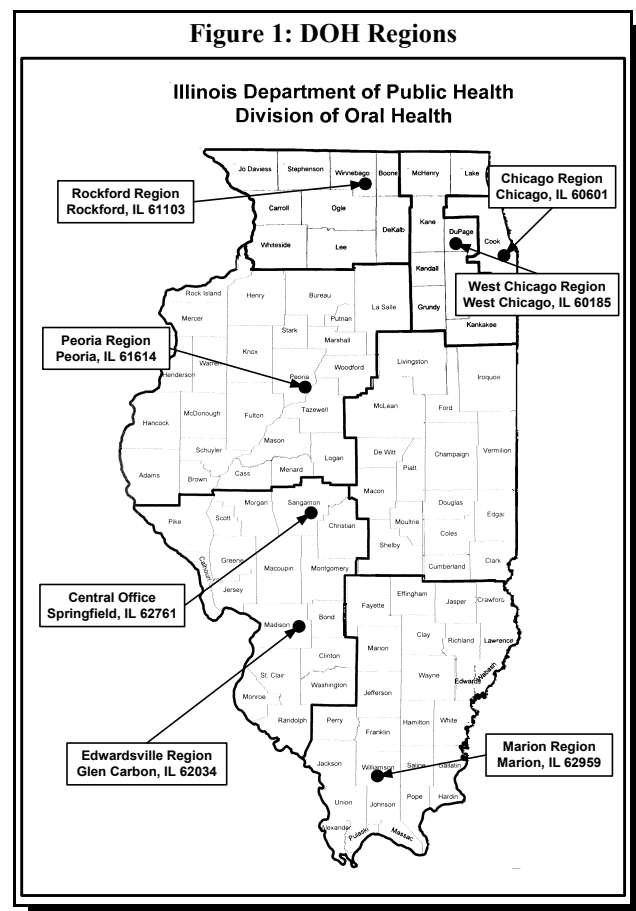 Figure 1: DOH Regions
Illinois Department of Public Health
Division of Oral Health
Jo Daviess
Stephenson
Winnebago
Boone
McHenry
Lake
Chicago Region
Chicago, IL 60601
Rockford Region
Rockford, IL 61103
Carroll
Ogle
DeKalb
Kane
DuPage
Cook
Whiteside
Lee
Kendall
West Chicago Region
West Chicago, IL 60185
Grundy
Kankakee
Rock Island
Henry
Bureau
La Salle
Mercer
Putnam
Stark
Marshall
Peoria Region
Peoria, IL 61614
Knox
Warren
Woodford
Livingston
Iroquoe
Henderson
Peoria
Tazewell
McLean
Ford
Hancock
McDonough
Fulton
Mason
Schuyler
Logan
De Witt
Piatt
Champaign
Vermilion
Adams
Brown
Cass
Menard
Macon
Pike
Scott
Morgan
Sangamon
Christian
Moultrie
Douglas
Edgar
Coles
Shelby
Greene
Calhoun
Macoupin
Montgomery
Cumberland
Clark
Jersey
Central Office
Springfield, IL 62761
Madison
Bond
Fayette
Effingham
Jasper
Crawford
Clay
Richland
Lawrence
Marion
Clinton
St. Clair
Washington
Wayne
Edwards
Wabash
Monroe
Jefferson
Randolph
Perry
Hamilton
White
Franklin
Edwardsville Region
Glen Carbon, IL 62034
Jackson
Williamson
Saline
Gallatin
Marion Region
Marion, IL 62959
Union
Johnson
Pope
Hardin
Alexander
Pulaski
Massac